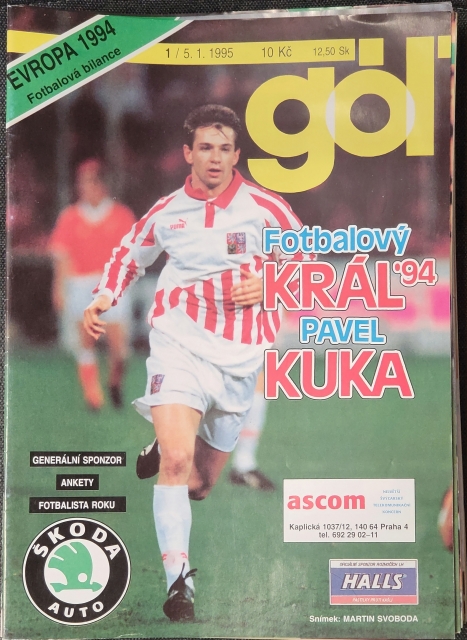 EVROPA 1994
Fotbalová bilance
1 / 5. 1. 1995 10 Kč 12,50 Sk
gól
PUMA
Fotbalový
KRÁL '94
PAVEL
KUKA
GENERÁLNÍ SPONZOR
ANKETY
FOTBALISTA ROKU
ŠKODA
AUTO
ascom
Kaplická 1037/12, 140 64 Praha 4
tel. 692 29 02–11
HALLS
Snímek: MARTIN SVOBODA